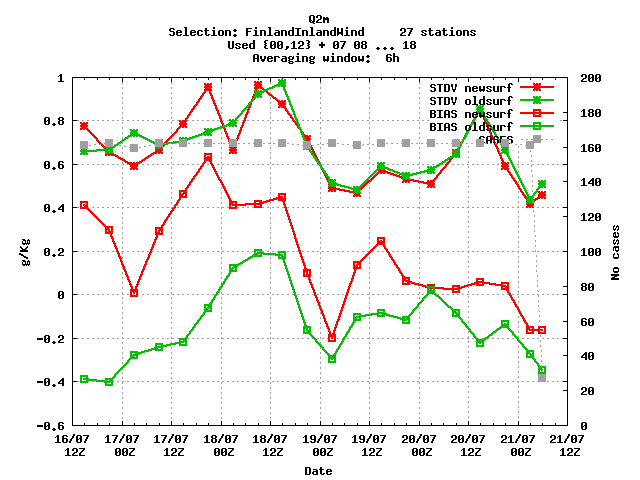 Q2m
Selection: FinlandInlandWind 27 stations
Used {00,12} + 07 08 ... 18
Averaging window: 6h
STDV newsurf
STDV oldsurf
BIAS newsurf
BIAS oldsurf
CASES
1
0.8
0.6
0.4
0.2
0
-0.2
-0.4
-0.6
g/Kg
200
180
160
140
120
100
80
60
40
20
0
No cases
16/07 17/07 17/07 18/07 18/07 19/07 19/07 20/07 20/07 21/07 21/07
12Z 00Z 12Z 00Z 12Z 00Z 12Z 00Z 12Z 00Z 12Z
Date